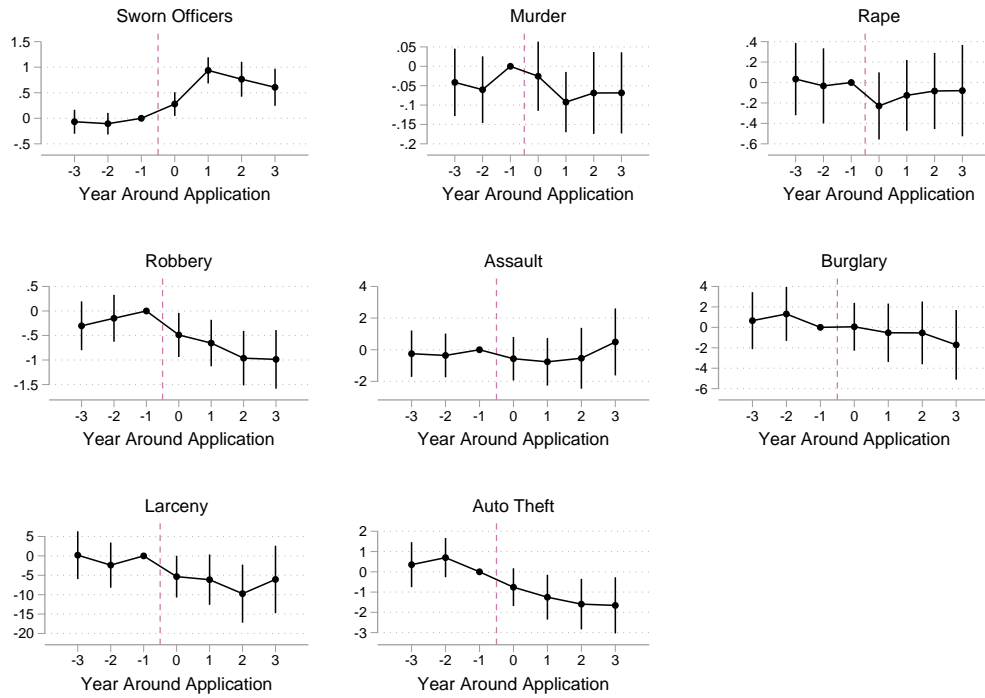 Sworn Officers
1.5
1
.5
0
-.5
-3 -2 -1 0 1 2 3
Year Around Application
Murder
.05
0
-.05
-.1
-.15
-.2
-3 -2 -1 0 1 2 3
Year Around Application
Rape
.4
.2
0
-.2
-.4
-.6
-3 -2 -1 0 1 2 3
Year Around Application
Robbery
.5
0
-.5
-1
-1.5
-3 -2 -1 0 1 2 3
Year Around Application
Assault
4
2
0
-2
-3 -2 -1 0 1 2 3
Year Around Application
Burglary
4
2
0
-2
-4
-6
-3 -2 -1 0 1 2 3
Year Around Application
Larceny
5
0
-5
-10
-15
-20
-3 -2 -1 0 1 2 3
Year Around Application
Auto Theft
2
1
0
-1
-2
-3
-3 -2 -1 0 1 2 3
Year Around Application